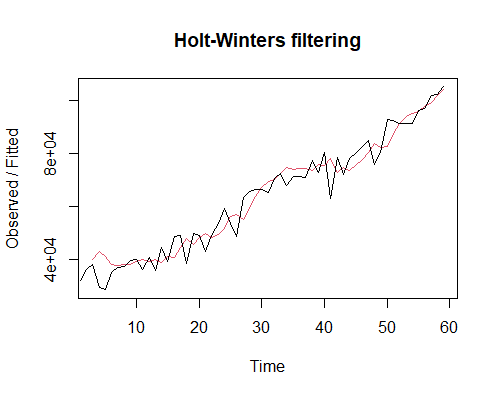 Holt-Winters filtering
Observed / Fitted
8e+04
4e+04
10 20 30 40 50 60
Time